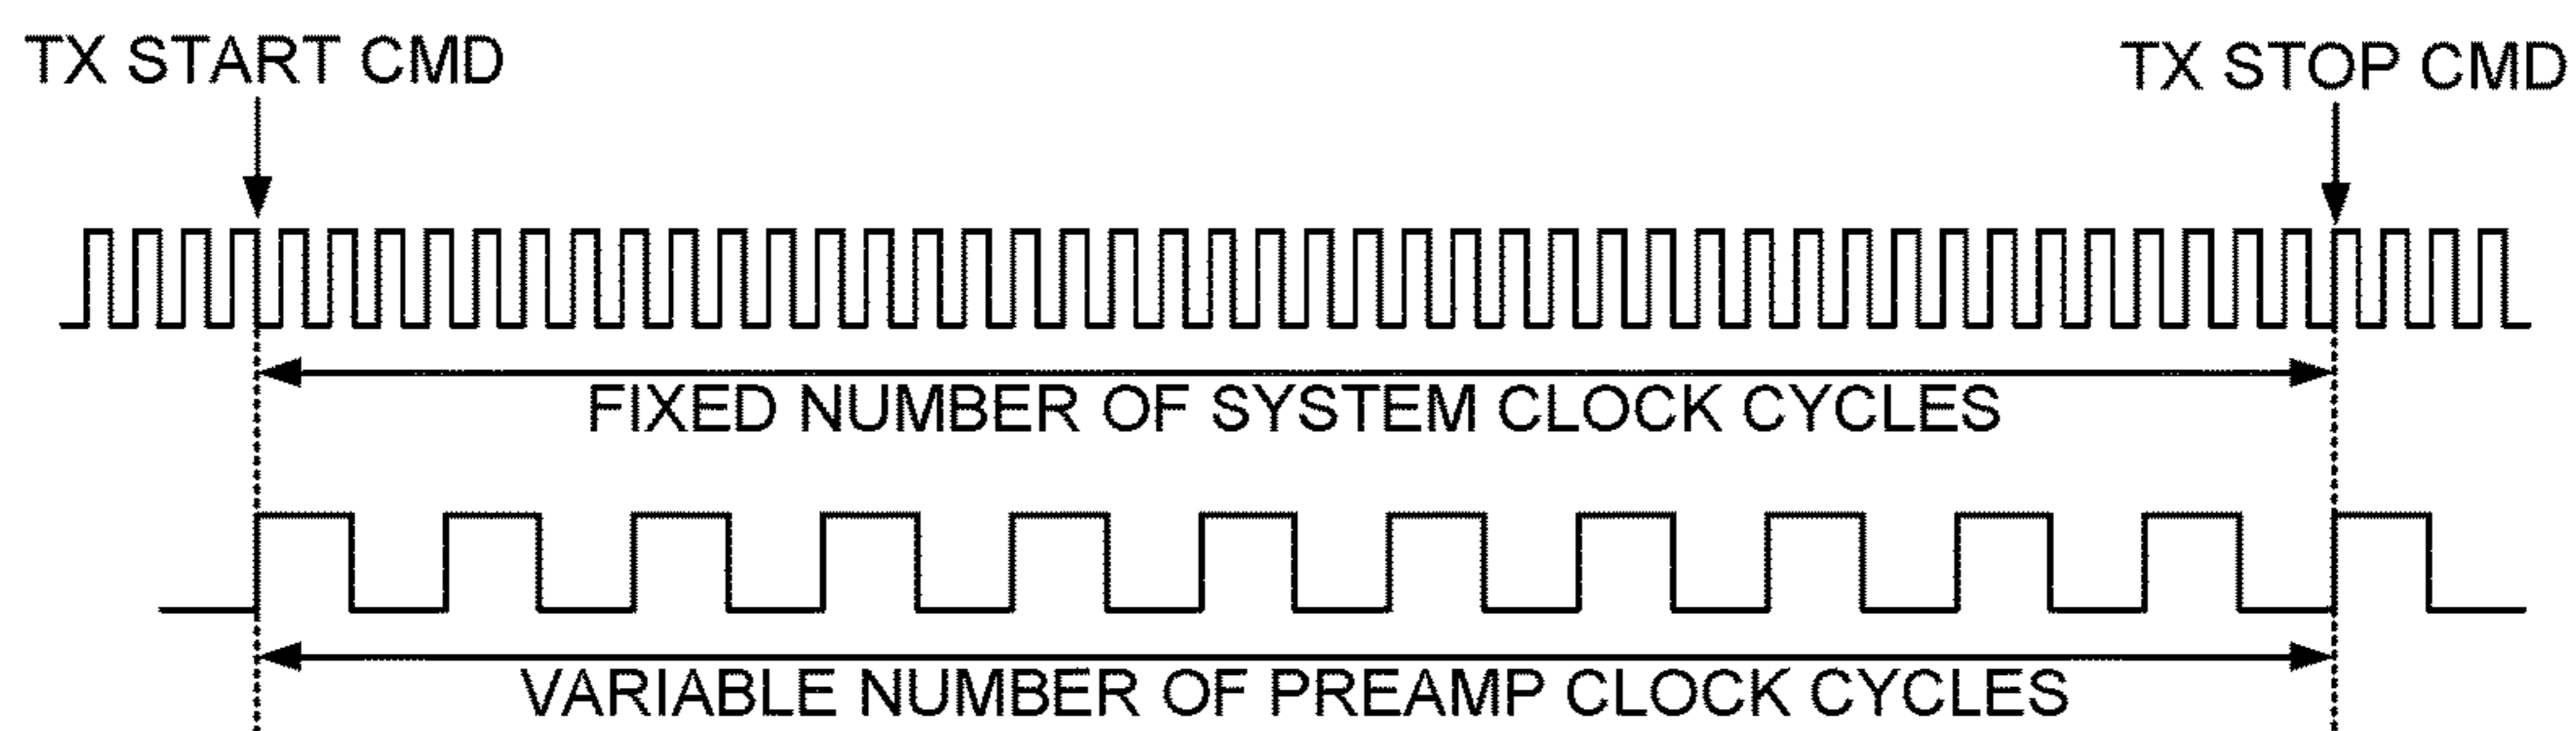 TX START CMD
TX STOP CMD
FIXED NUMBER OF SYSTEM CLOCK CYCLES
VARIABLE NUMBER OF PREAMP CLOCK CYCLES